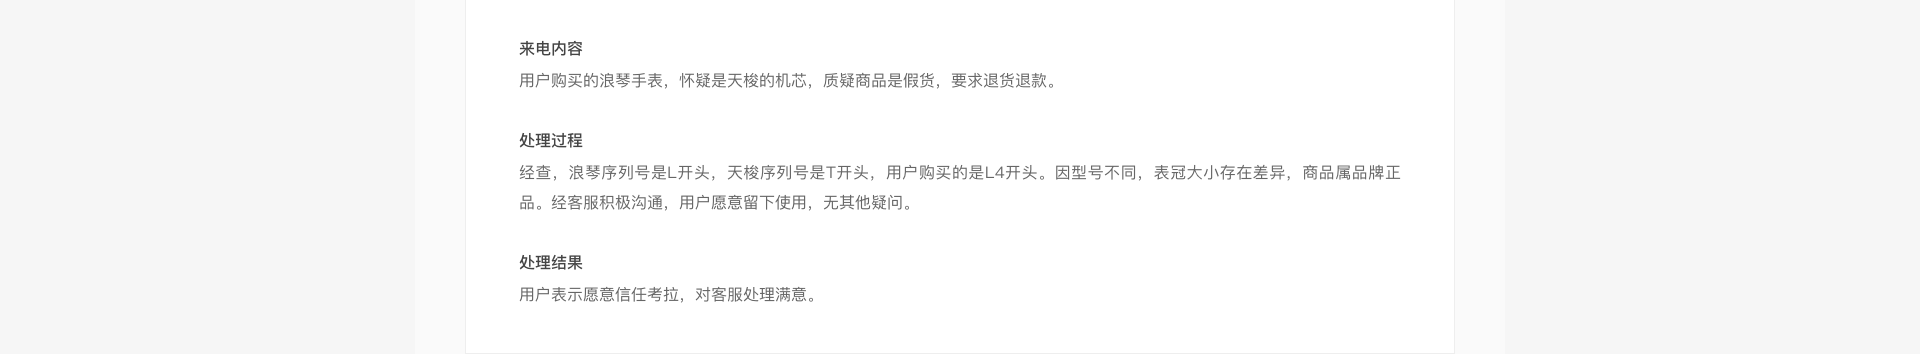 来电内容
用户购买的浪琴手表，怀疑是天梭的机芯，质疑商品是假货，要求退货退款。
处理过程
经查，浪琴序列号是L开头，天梭序列号是T开头，用户购买的是L4开头。因型号不同，表冠大小存在差异，商品属品牌正
品。经客服积极沟通，用户愿意留下使用，无其他疑问。
处理结果
用户表示愿意信任考拉，对客服处理满意。